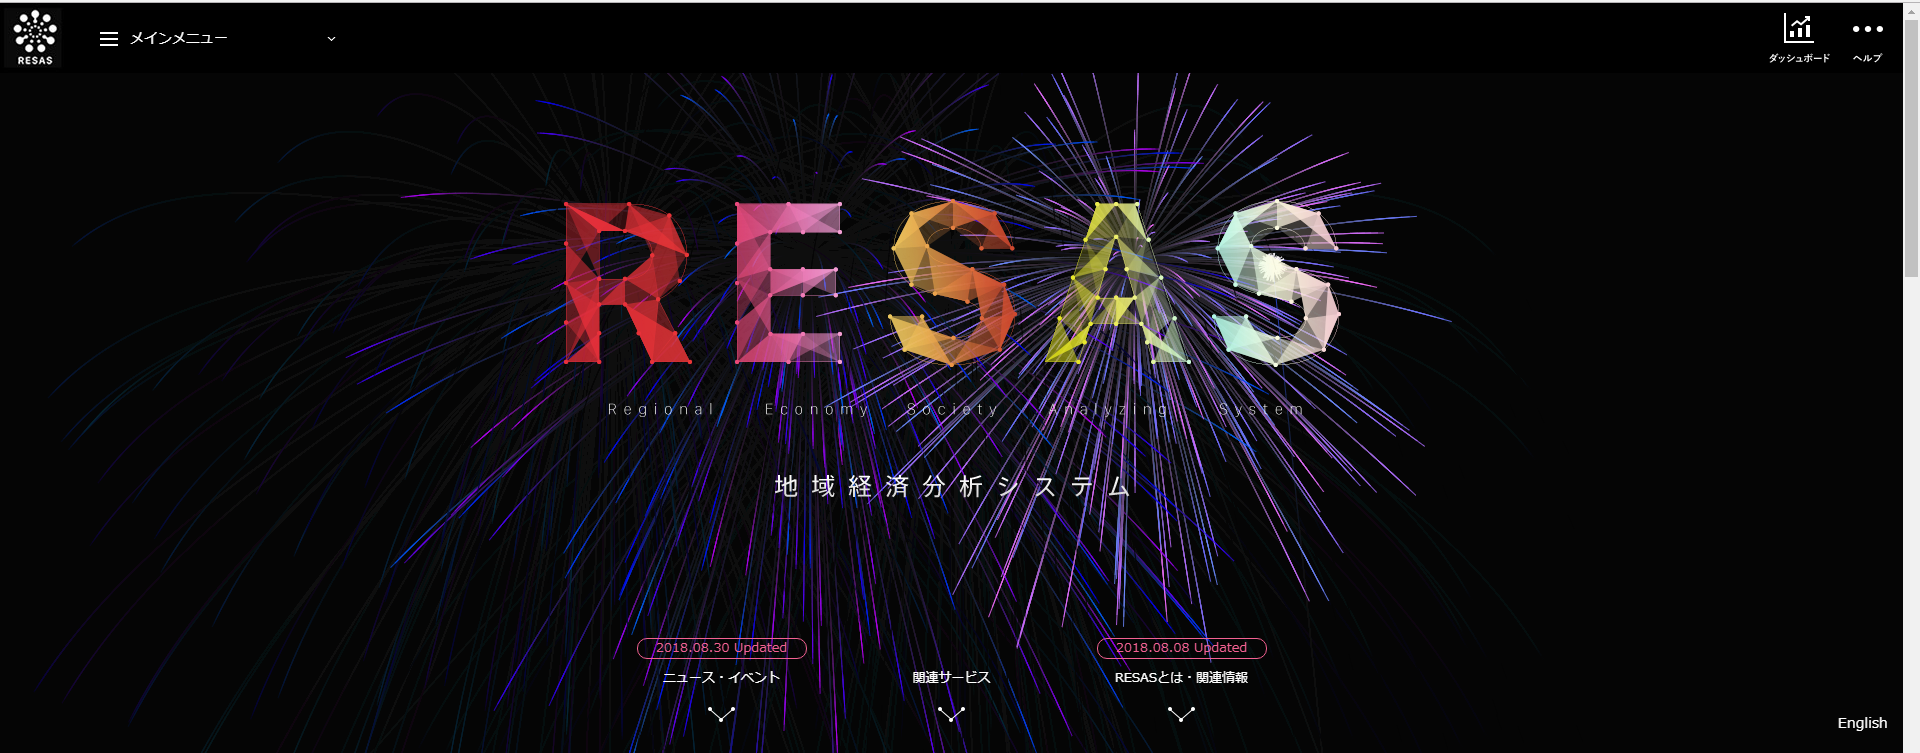 RESAS
メインメニュー
ダッシュボード
ヘルプ
RESAS
Regional Economy Society Analyzing System
地域経済分析システム
2018.08.30 Updated
ニュース・イベント
関連サービス
2018.08.08 Updated
RESASとは・関連情報
English